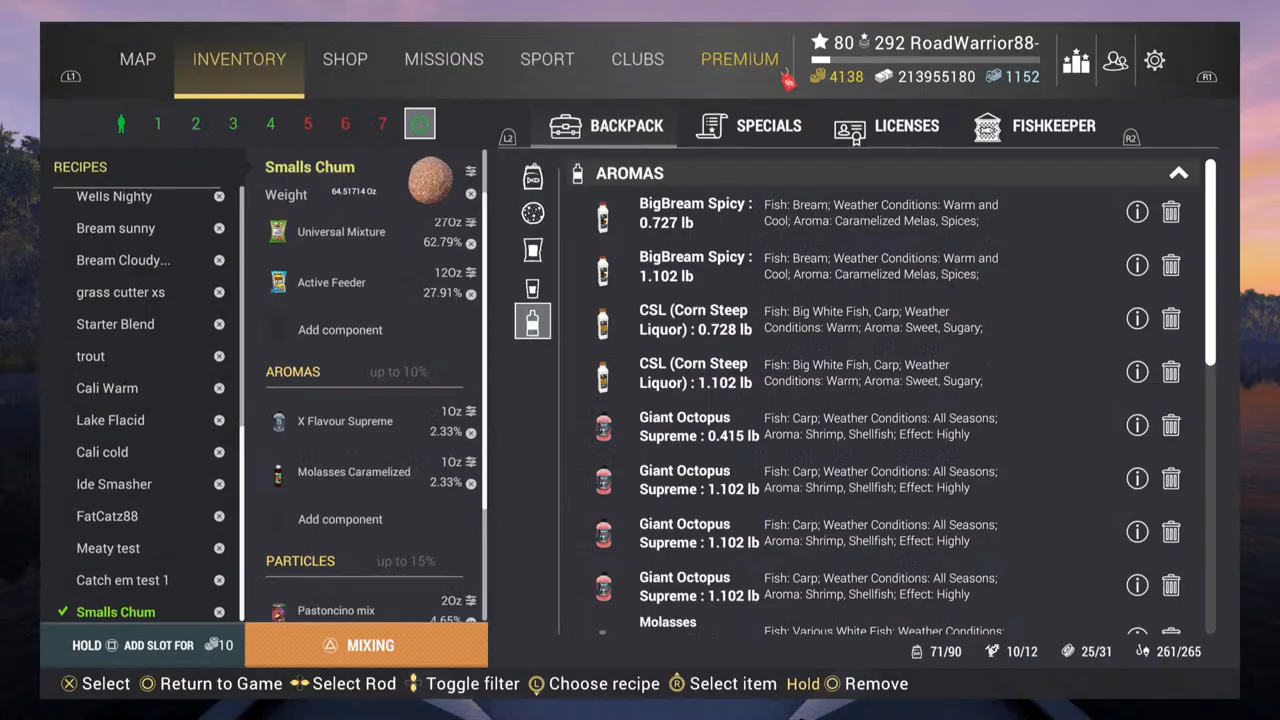 MAP
INVENTORY
SHOP
MISSIONS
SPORT
CLUBS
PREMIUM
80 292 RoadWarrior88-
4138 213955180 1152
L1
R1
1 2 3 4 5 6 7
L2
BACKPACK
SPECIALS
LICENSES
FISHKEEPER
R2
RECIPES
Wells Nighty
Bream sunny
Bream Cloudy...
grass cutter xs
Starter Blend
trout
Cali Warm
Lake Flacid
Cali cold
Ide Smasher
FatCatz88
Meaty test
Catch em test 1
Smalls Chum
HOLD ADD SLOT FOR 10
Smalls Chum
Weight 64.51714 Oz
Universal Mixture 27Oz
62.79%
Active Feeder 12Oz
27.91%
Add component
AROMAS up to 10%
X Flavour Supreme 1Oz
2.33%
Molasses Caramelized 1Oz
2.33%
Add component
PARTICLES up to 15%
Pastoncino mix 2Oz
4.65%
MIXING
AROMAS
BigBream Spicy : 0.727 lb
Fish: Bream; Weather Conditions: Warm and
Cool; Aroma: Caramelized Melas, Spices;
BigBream Spicy : 1.102 lb
Fish: Bream; Weather Conditions: Warm and
Cool; Aroma: Caramelized Melas, Spices;
CSL (Corn Steep Liquor) : 0.728 lb
Fish: Big White Fish, Carp; Weather
Conditions: Warm; Aroma: Sweet, Sugary;
CSL (Corn Steep Liquor) : 1.102 lb
Fish: Big White Fish, Carp; Weather
Conditions: Warm; Aroma: Sweet, Sugary;
Giant Octopus Supreme : 0.415 lb
Fish: Carp; Weather Conditions: All Seasons;
Aroma: Shrimp, Shellfish; Effect: Highly
Giant Octopus Supreme : 1.102 lb
Fish: Carp; Weather Conditions: All Seasons;
Aroma: Shrimp, Shellfish; Effect: Highly
Giant Octopus Supreme : 1.102 lb
Fish: Carp; Weather Conditions: All Seasons;
Aroma: Shrimp, Shellfish; Effect: Highly
Giant Octopus Supreme : 1.102 lb
Fish: Carp; Weather Conditions: All Seasons;
Aroma: Shrimp, Shellfish; Effect: Highly
Molasses
Fish: Various White Fish; Weather Conditions:
71/90 10/12 25/31 261/265
Select Return to Game Select Rod Toggle filter L Choose recipe R Select item Hold Remove